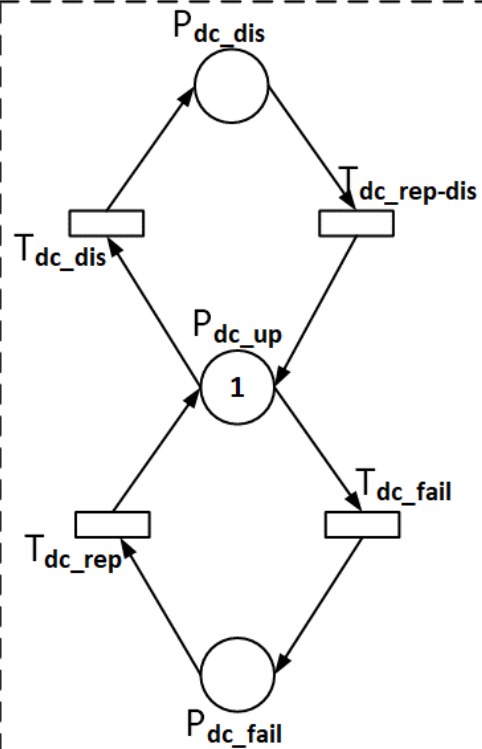 Pdc_dis
Tdc_rep-dis
Tdc_dis
Pdc_up
1
Tdc_fail
Tdc_rep
Pdc_fail